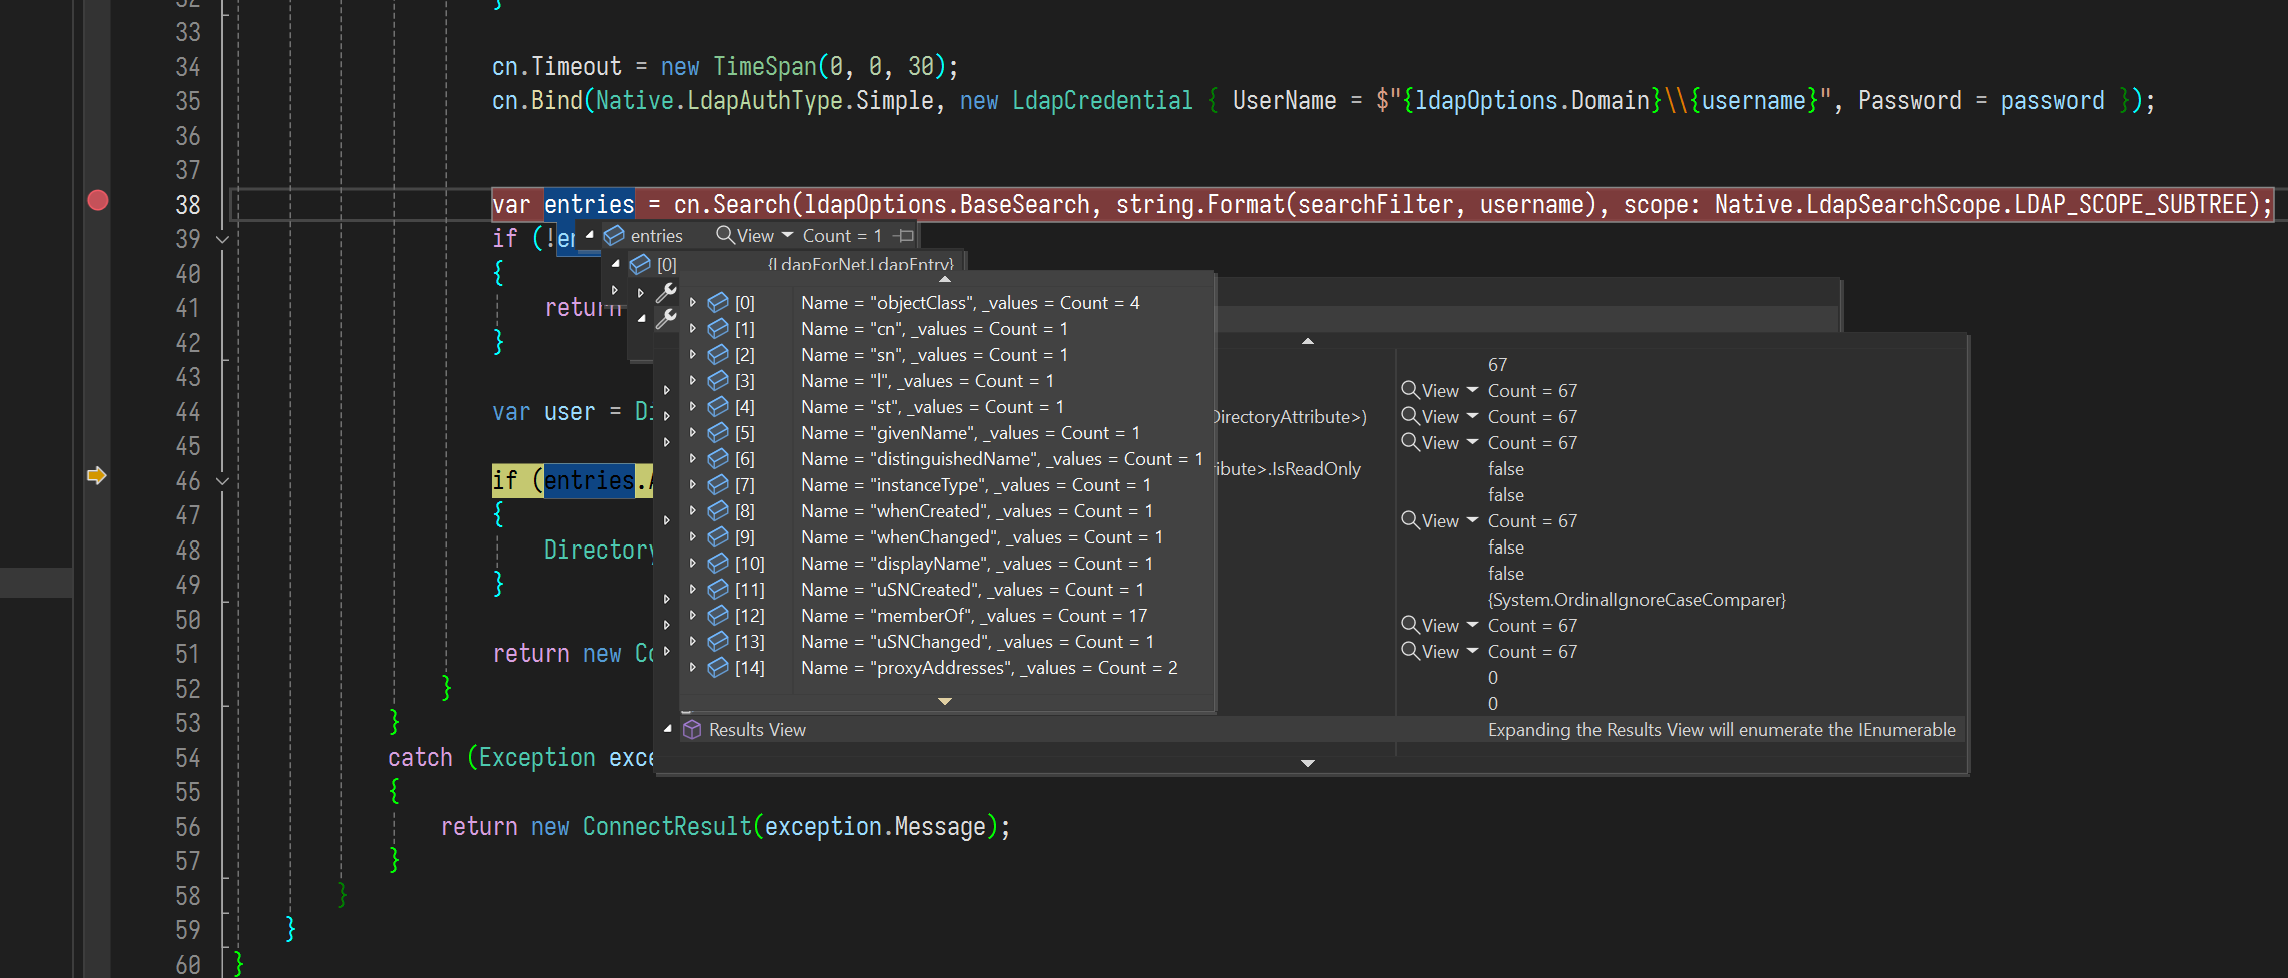 32 }
33
34 cn.Timeout = new TimeSpan(0, 0, 30);
35 cn.Bind(Native.LdapAuthType.Simple, new LdapCredential { UserName = $"{ldapOptions.Domain}\\{username}", Password = password });
36
37
38 var entries = cn.Search(ldapOptions.BaseSearch, string.Format(searchFilter, username), scope: Native.LdapSearchScope.LDAP_SCOPE_SUBTREE);
39 if (!en
entries View Count = 1
[0] {LdapForNet.LdapEntry}
40 {
41 return
42 }
43
44 var user = Di
45
46 if (entries.
47 {
48 Directory
49 }
50
51 return new Co
52 }
53 }
54 catch (Exception exce
55 {
56 return new ConnectResult(exception.Message);
57 }
58 }
59 }
60 }
[0] Name = "objectClass", _values = Count = 4
[1] Name = "cn", _values = Count = 1
[2] Name = "sn", _values = Count = 1
[3] Name = "l", _values = Count = 1
[4] Name = "st", _values = Count = 1
[5] Name = "givenName", _values = Count = 1
[6] Name = "distinguishedName", _values = Count = 1
[7] Name = "instanceType", _values = Count = 1
[8] Name = "whenCreated", _values = Count = 1
[9] Name = "whenChanged", _values = Count = 1
[10] Name = "displayName", _values = Count = 1
[11] Name = "uSNCreated", _values = Count = 1
[12] Name = "memberOf", _values = Count = 17
[13] Name = "uSNChanged", _values = Count = 1
[14] Name = "proxyAddresses", _values = Count = 2
67
View Count = 67
DirectoryAttribute>) View Count = 67
View Count = 67
ibute>.IsReadOnly false
false
View Count = 67
false
false
{System.OrdinalIgnoreCaseComparer}
View Count = 67
View Count = 67
0
0
Results View Expanding the Results View will enumerate the IEnumerable